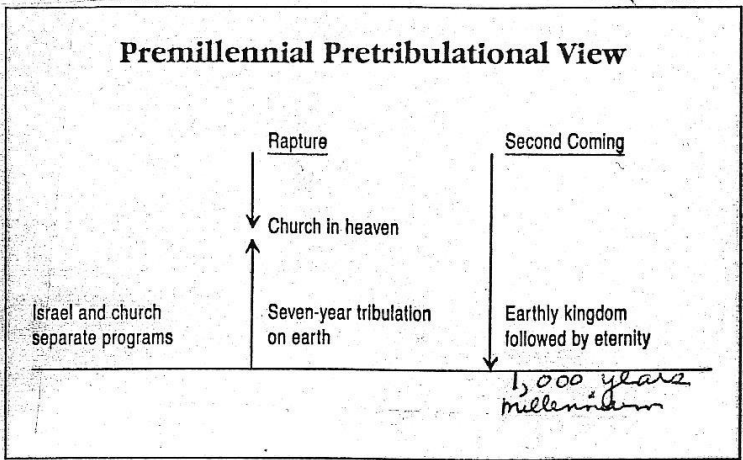 Premillennial Pretribulational View
Rapture
Second Coming
Church in heaven
Israel and church
separate programs
Seven-year tribulation
on earth
Earthly kingdom
followed by eternity
1,000 years
millennium